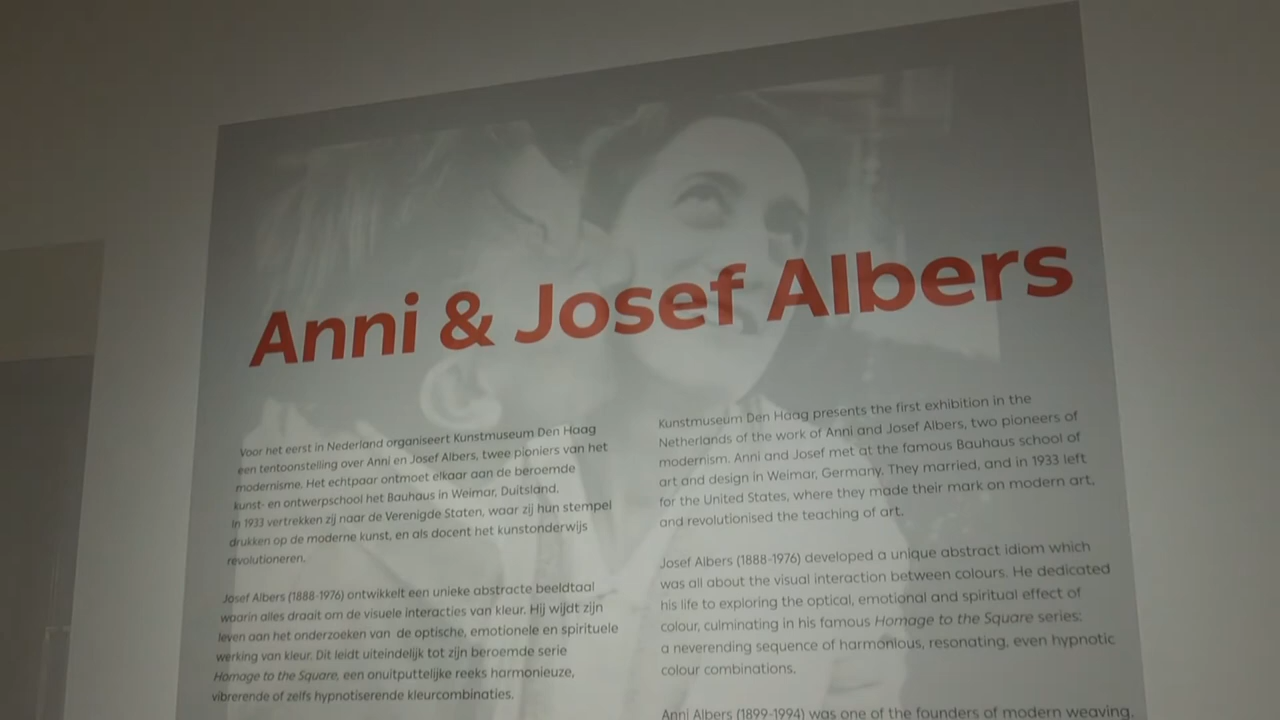 Anni & Josef Albers
Voor het eerst in Nederland organiseert Kunstmuseum Den Haag
een tentoonstelling over Anni en Josef Albers, twee pioniers van het
modernisme. Het echtpaar ontmoet elkaar aan de beroemde
kunst- en ontwerpschool het Bauhaus in Weimar, Duitsland.
In 1933 vertrekken zij naar de Verenigde Staten, waar zij hun stempel
drukken op de moderne kunst, en als docent het kunstonderwijs
revolutioneren.
Josef Albers (1888-1976) ontwikkelt een unieke abstracte beeldtaal
waarin alles draait om de visuele interacties van kleur. Hij wijdt zijn
leven aan het onderzoeken van de optische, emotionele en spirituele
werking van kleur. Dit leidt uiteindelijk tot zijn beroemde serie
Homage to the Square, een onuitputtelijke reeks harmonieuze,
vibrerende of zelfs hypnotiserende kleurcombinaties.
Kunstmuseum Den Haag presents the first exhibition in the
Netherlands of the work of Anni and Josef Albers, two pioneers of
modernism. Anni and Josef met at the famous Bauhaus school of
art and design in Weimar, Germany. They married, and in 1933 left
for the United States, where they made their mark on modern art,
and revolutionised the teaching of art.
Josef Albers (1888-1976) developed a unique abstract idiom which
was all about the visual interaction between colours. He dedicated
his life to exploring the optical, emotional and spiritual effect of
colour, culminating in his famous Homage to the Square series:
a neverending sequence of harmonious, resonating, even hypnotic
colour combinations.
Anni Albers (1899-1994) was one of the founders of modern weaving.